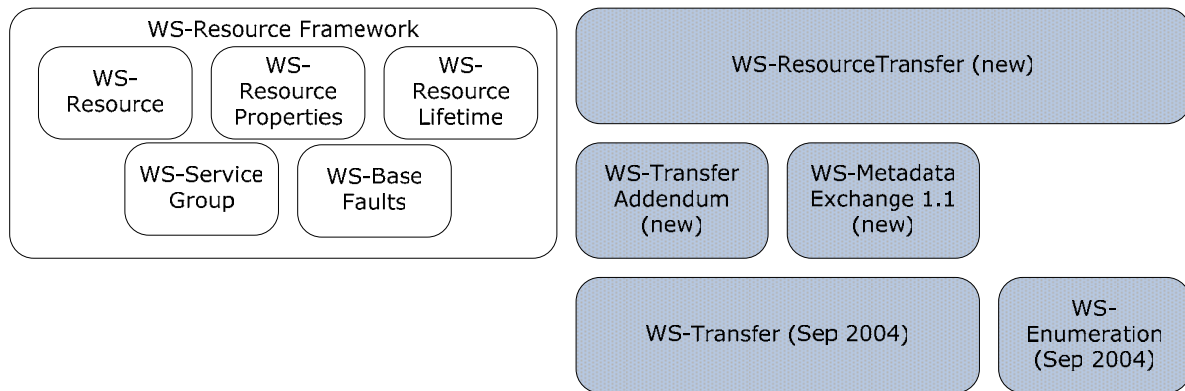 WS-Resource Framework
WS-
Resource
WS-
Resource
Properties
WS-
Resource
Lifetime
WS-Service
Group
WS-Base
Faults
WS-ResourceTransfer (new)
WS-Transfer
Addendum
(new)
WS-Metadata
Exchange 1.1
(new)
WS-Transfer (Sep 2004)
WS-
Enumeration
(Sep 2004)